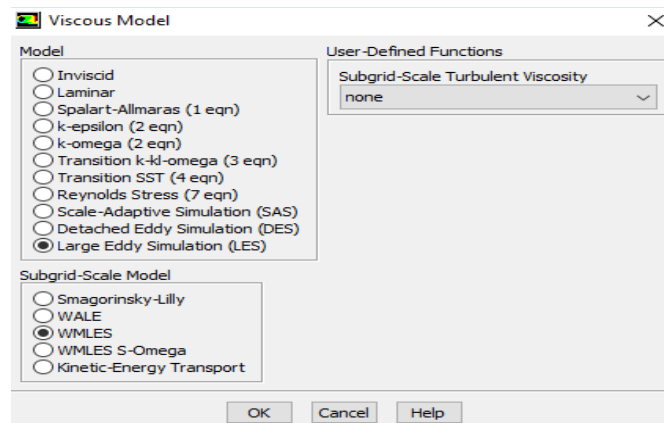 Viscous Model
Model
Inviscid
Laminar
Spalart-Allmaras (1 eqn)
k-epsilon (2 eqn)
k-omega (2 eqn)
Transition k-kl-omega (3 eqn)
Transition SST (4 eqn)
Reynolds Stress (7 eqn)
Scale-Adaptive Simulation (SAS)
Detached Eddy Simulation (DES)
Large Eddy Simulation (LES)
Subgrid-Scale Model
Smagorinsky-Lilly
WALE
WMLES
WMLES S-Omega
Kinetic-Energy Transport
User-Defined Functions
Subgrid-Scale Turbulent Viscosity
none
OK Cancel Help